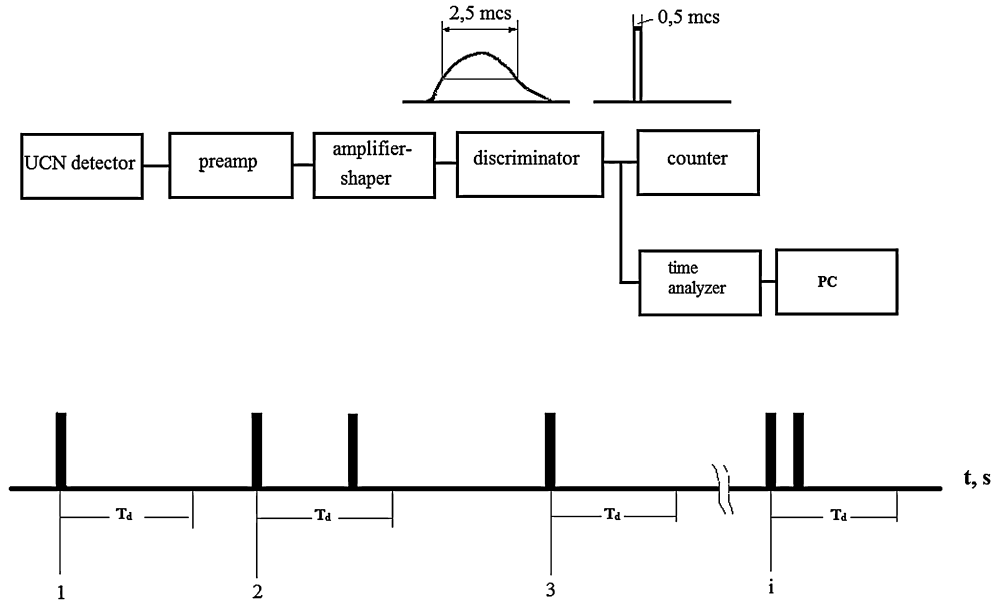 2,5 mcs
0,5 mcs
UCN detector
preamp
amplifier-
shaper
discriminator
counter
time
analyzer
PC
t, s
Td
Td
Td
Td
1
2
3
i